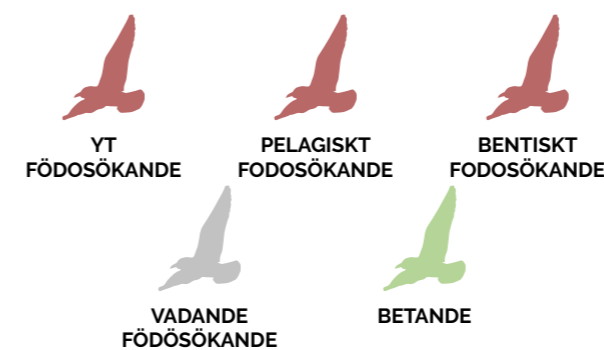 YT
FÖDOSÖKANDE
PELAGISKT
FODOSÖKANDE
BENTISKT
FODOSÖKANDE
VADANDE
FÖDÖSÖKANDE
BETANDE